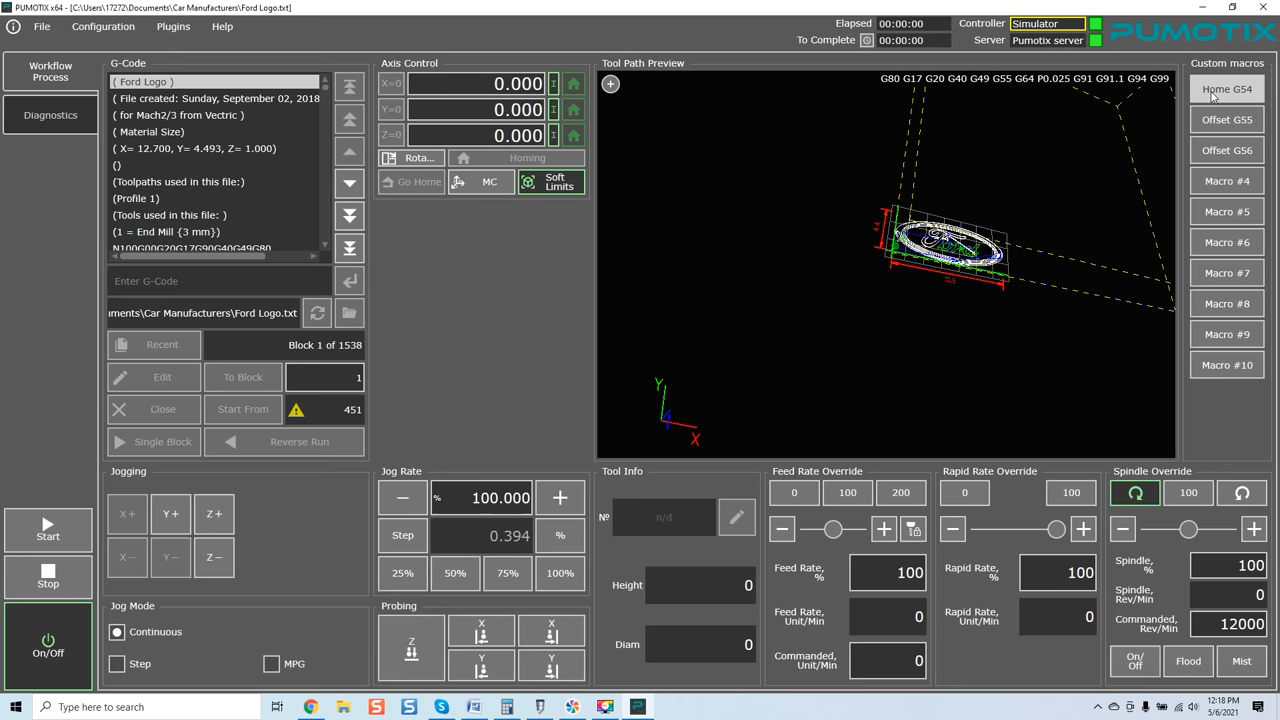 PUMOTIX x64 - [C:\Users\17272\Documents\Car Manufacturers\Ford Logo.txt]
File Configuration Plugins Help
Elapsed 00:00:00 Controller Simulator
To Complete 00:00:00 Server Pumotix server
PUMOTIX
Workflow
Process
Diagnostics
G-Code
( Ford Logo )
( File created: Sunday, September 02, 2018
( for Mach2/3 from Vectric )
( Material Size)
( X= 12.700, Y= 4.493, Z= 1.000)
()
(Toolpaths used in this file:)
(Profile 1)
(Tools used in this file: )
(1 = End Mill {3 mm})
N100G00G20G17G90G40G49G80
Enter G-Code
uments\Car Manufacturers\Ford Logo.txt
Recent Block 1 of 1538
Edit To Block 1
Close Start From 451
Single Block Reverse Run
Axis Control
X=0 0.000
Y=0 0.000
Z=0 0.000
Rota... Homing
Go Home MC Soft
Limits
Tool Path Preview
G80 G17 G20 G40 G49 G55 G64 P0.025 G91 G91.1 G94 G99
Y
X
Custom macros
Home G54
Offset G55
Offset G56
Macro #4
Macro #5
Macro #6
Macro #7
Macro #8
Macro #9
Macro #10
Jogging
X+ Y+ Z+
X- Y- Z-
Jog Mode
Continuous
Step MPG
Start
Stop
On/Off
Jog Rate
% 100.000
Step 0.394 %
25% 50% 75% 100%
Probing
Z X X
Y Y
Tool Info
№ n/d
Height 0
Diam 0
Feed Rate Override
0 100 200
Feed Rate,
% 100
Feed Rate,
Unit/Min 0
Commanded,
Unit/Min 0
Rapid Rate Override
0 100
Rapid Rate,
% 100
Rapid Rate,
Unit/Min 0
Spindle Override
100
Spindle,
% 100
Spindle,
Rev/Min 0
Commanded,
Rev/Min 12000
On/
Off Flood Mist
Type here to search
12:18 PM
5/6/2021